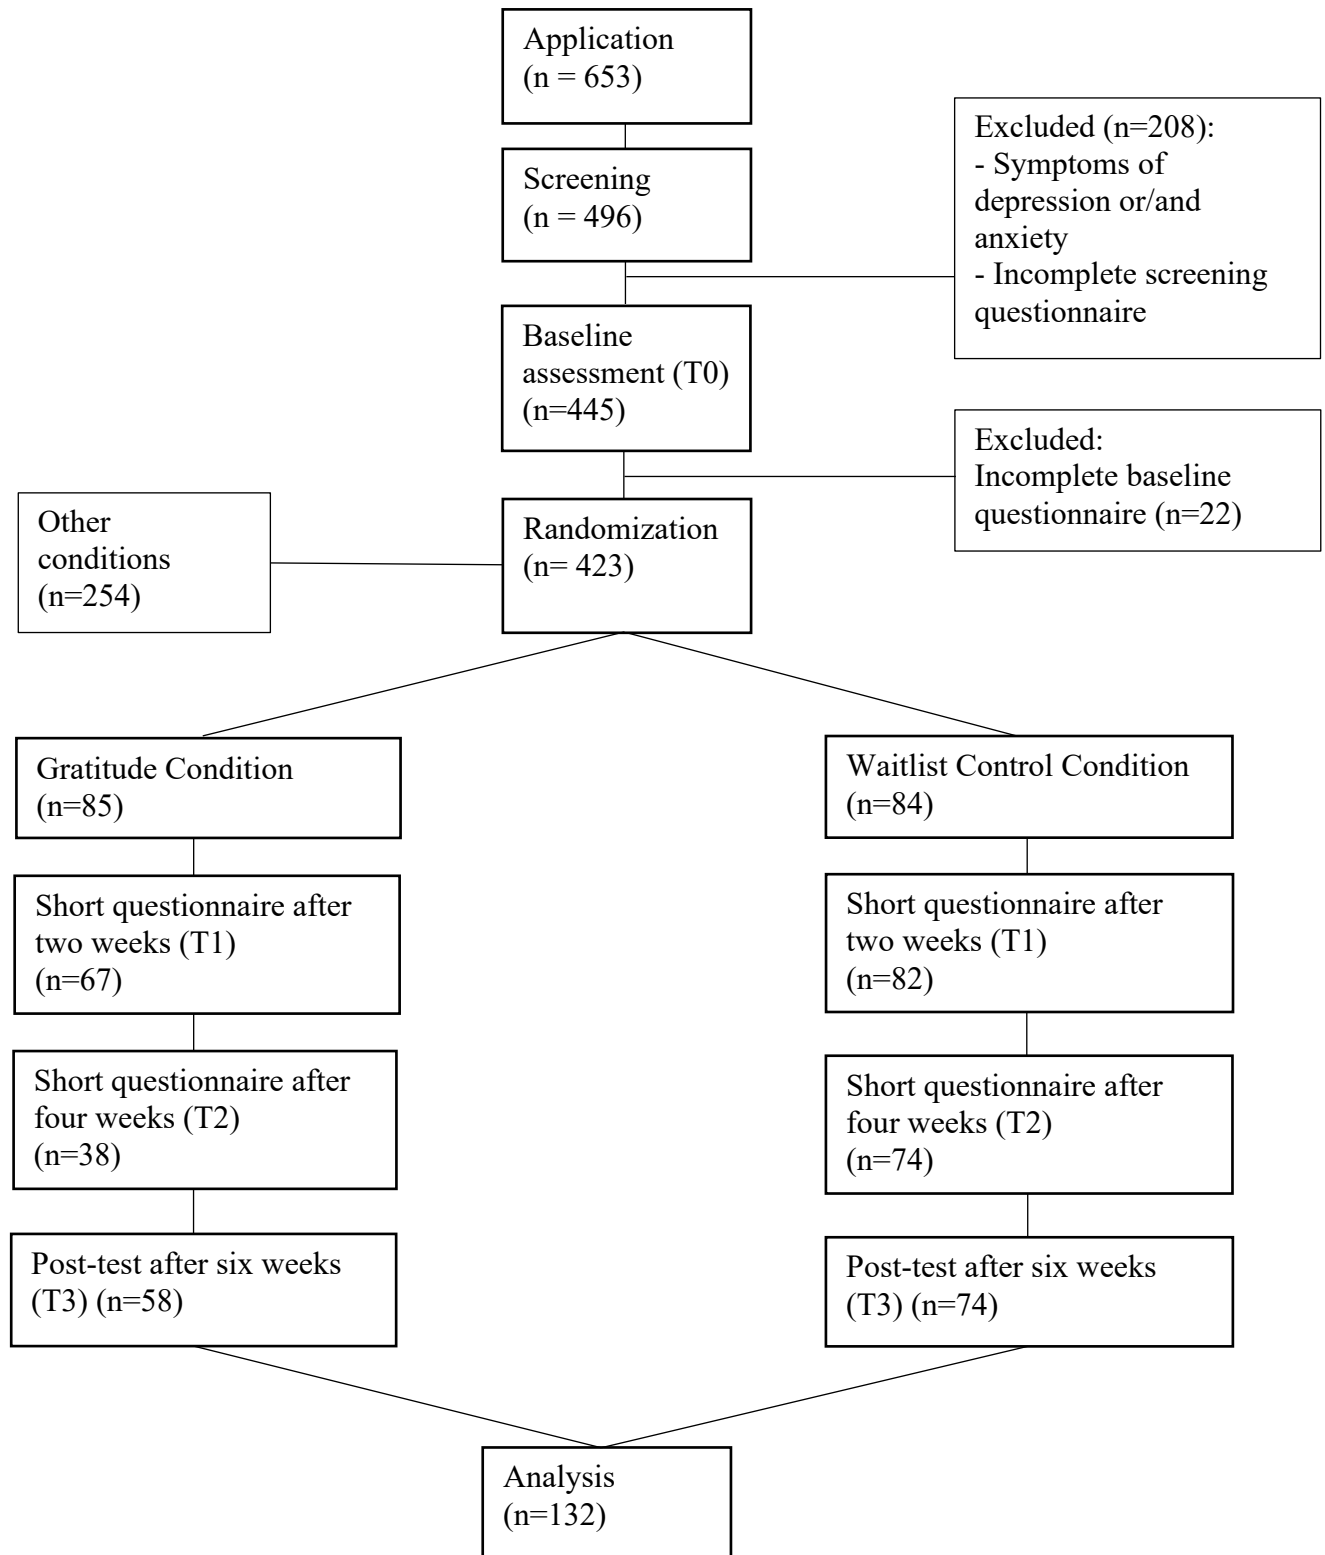 Application
(n = 653)
Screening
(n = 496)
Excluded (n=208):
- Symptoms of
depression or/and
anxiety
- Incomplete screening
questionnaire
Baseline
assessment (T0)
(n=445)
Excluded:
Incomplete baseline
questionnaire (n=22)
Other
conditions
(n=254)
Randomization
(n= 423)
Gratitude Condition
(n=85)
Waitlist Control Condition
(n=84)
Short questionnaire after
two weeks (T1)
(n=67)
Short questionnaire after
two weeks (T1)
(n=82)
Short questionnaire after
four weeks (T2)
(n=38)
Short questionnaire after
four weeks (T2)
(n=74)
Post-test after six weeks
(T3) (n=58)
Post-test after six weeks
(T3) (n=74)
Analysis
(n=132)